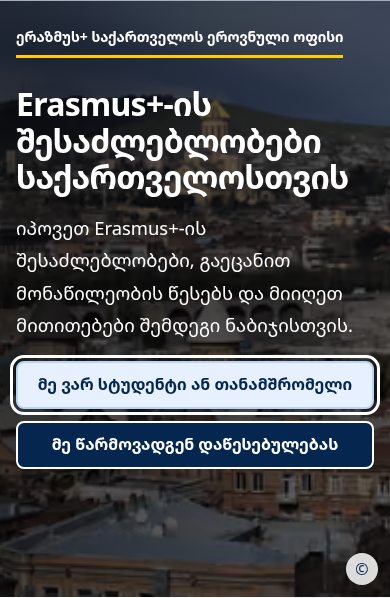 ერაზმუს+ საქართველოს ეროვნული ოფისი
Erasmus+-ის
შესაძლებლობები
საქართველოსთვის
იპოვეთ Erasmus+-ის
შესაძლებლობები, გაეცანით
მონაწილეობის წესებს და მიიღეთ
მითითებები შემდეგი ნაბიჯისთვის.
მე ვარ სტუდენტი ან თანამშრომელი
მე წარმოვადგენ დაწესებულებას
©